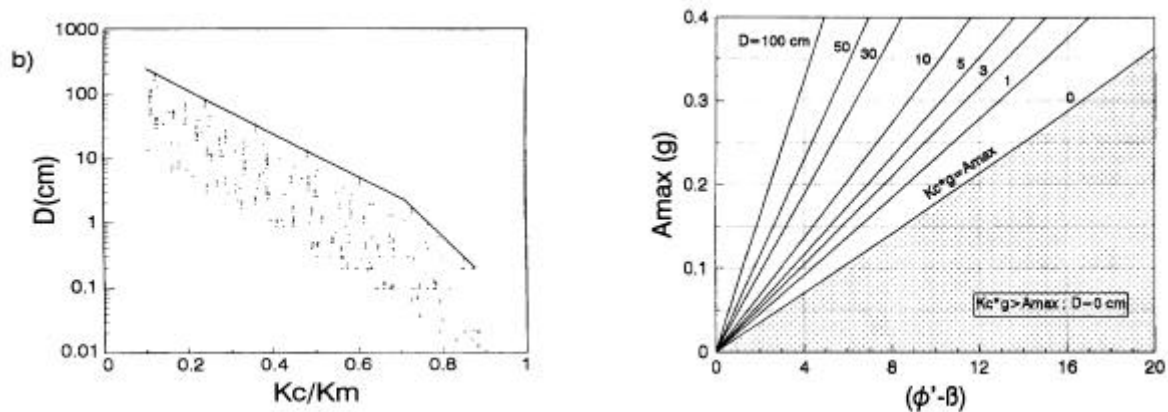 b)
1000
100
10
1
0.1
0.01
D(cm)
0 0.2 0.4 0.6 0.8 1
Kc/Km
0.4
0.3
0.2
0.1
0
Amax (g)
D=100 cm
50
30
10
5
3
1
0
Kc*g=Amax
Kc*g>Amax ; D=0 cm
0 4 8 12 16 20
(ϕ'-β)